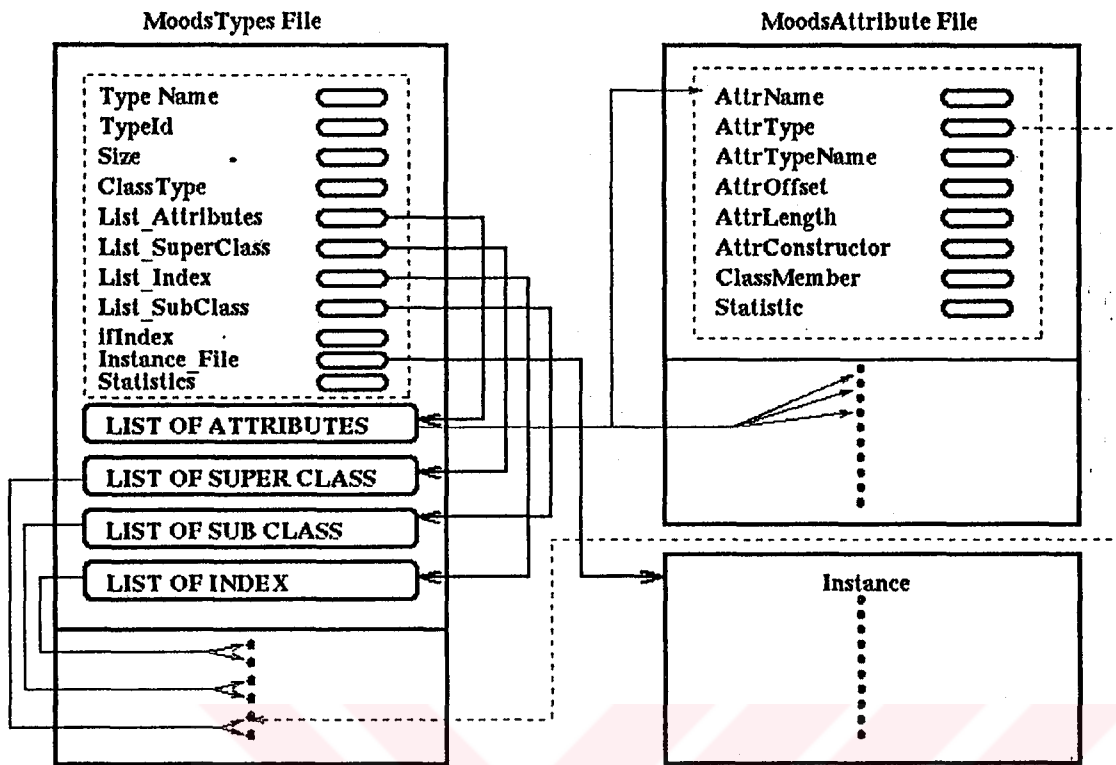 MoodsTypes File
Type Name
TypeId
Size
ClassType
List_Attributes
List_SuperClass
List_Index
List_SubClass
ifIndex
Instance_File
Statistics
LIST OF ATTRIBUTES
LIST OF SUPER CLASS
LIST OF SUB CLASS
LIST OF INDEX
MoodsAttribute File
AttrName
AttrType
AttrTypeName
AttrOffset
AttrLength
AttrConstructor
ClassMember
Statistic
Instance